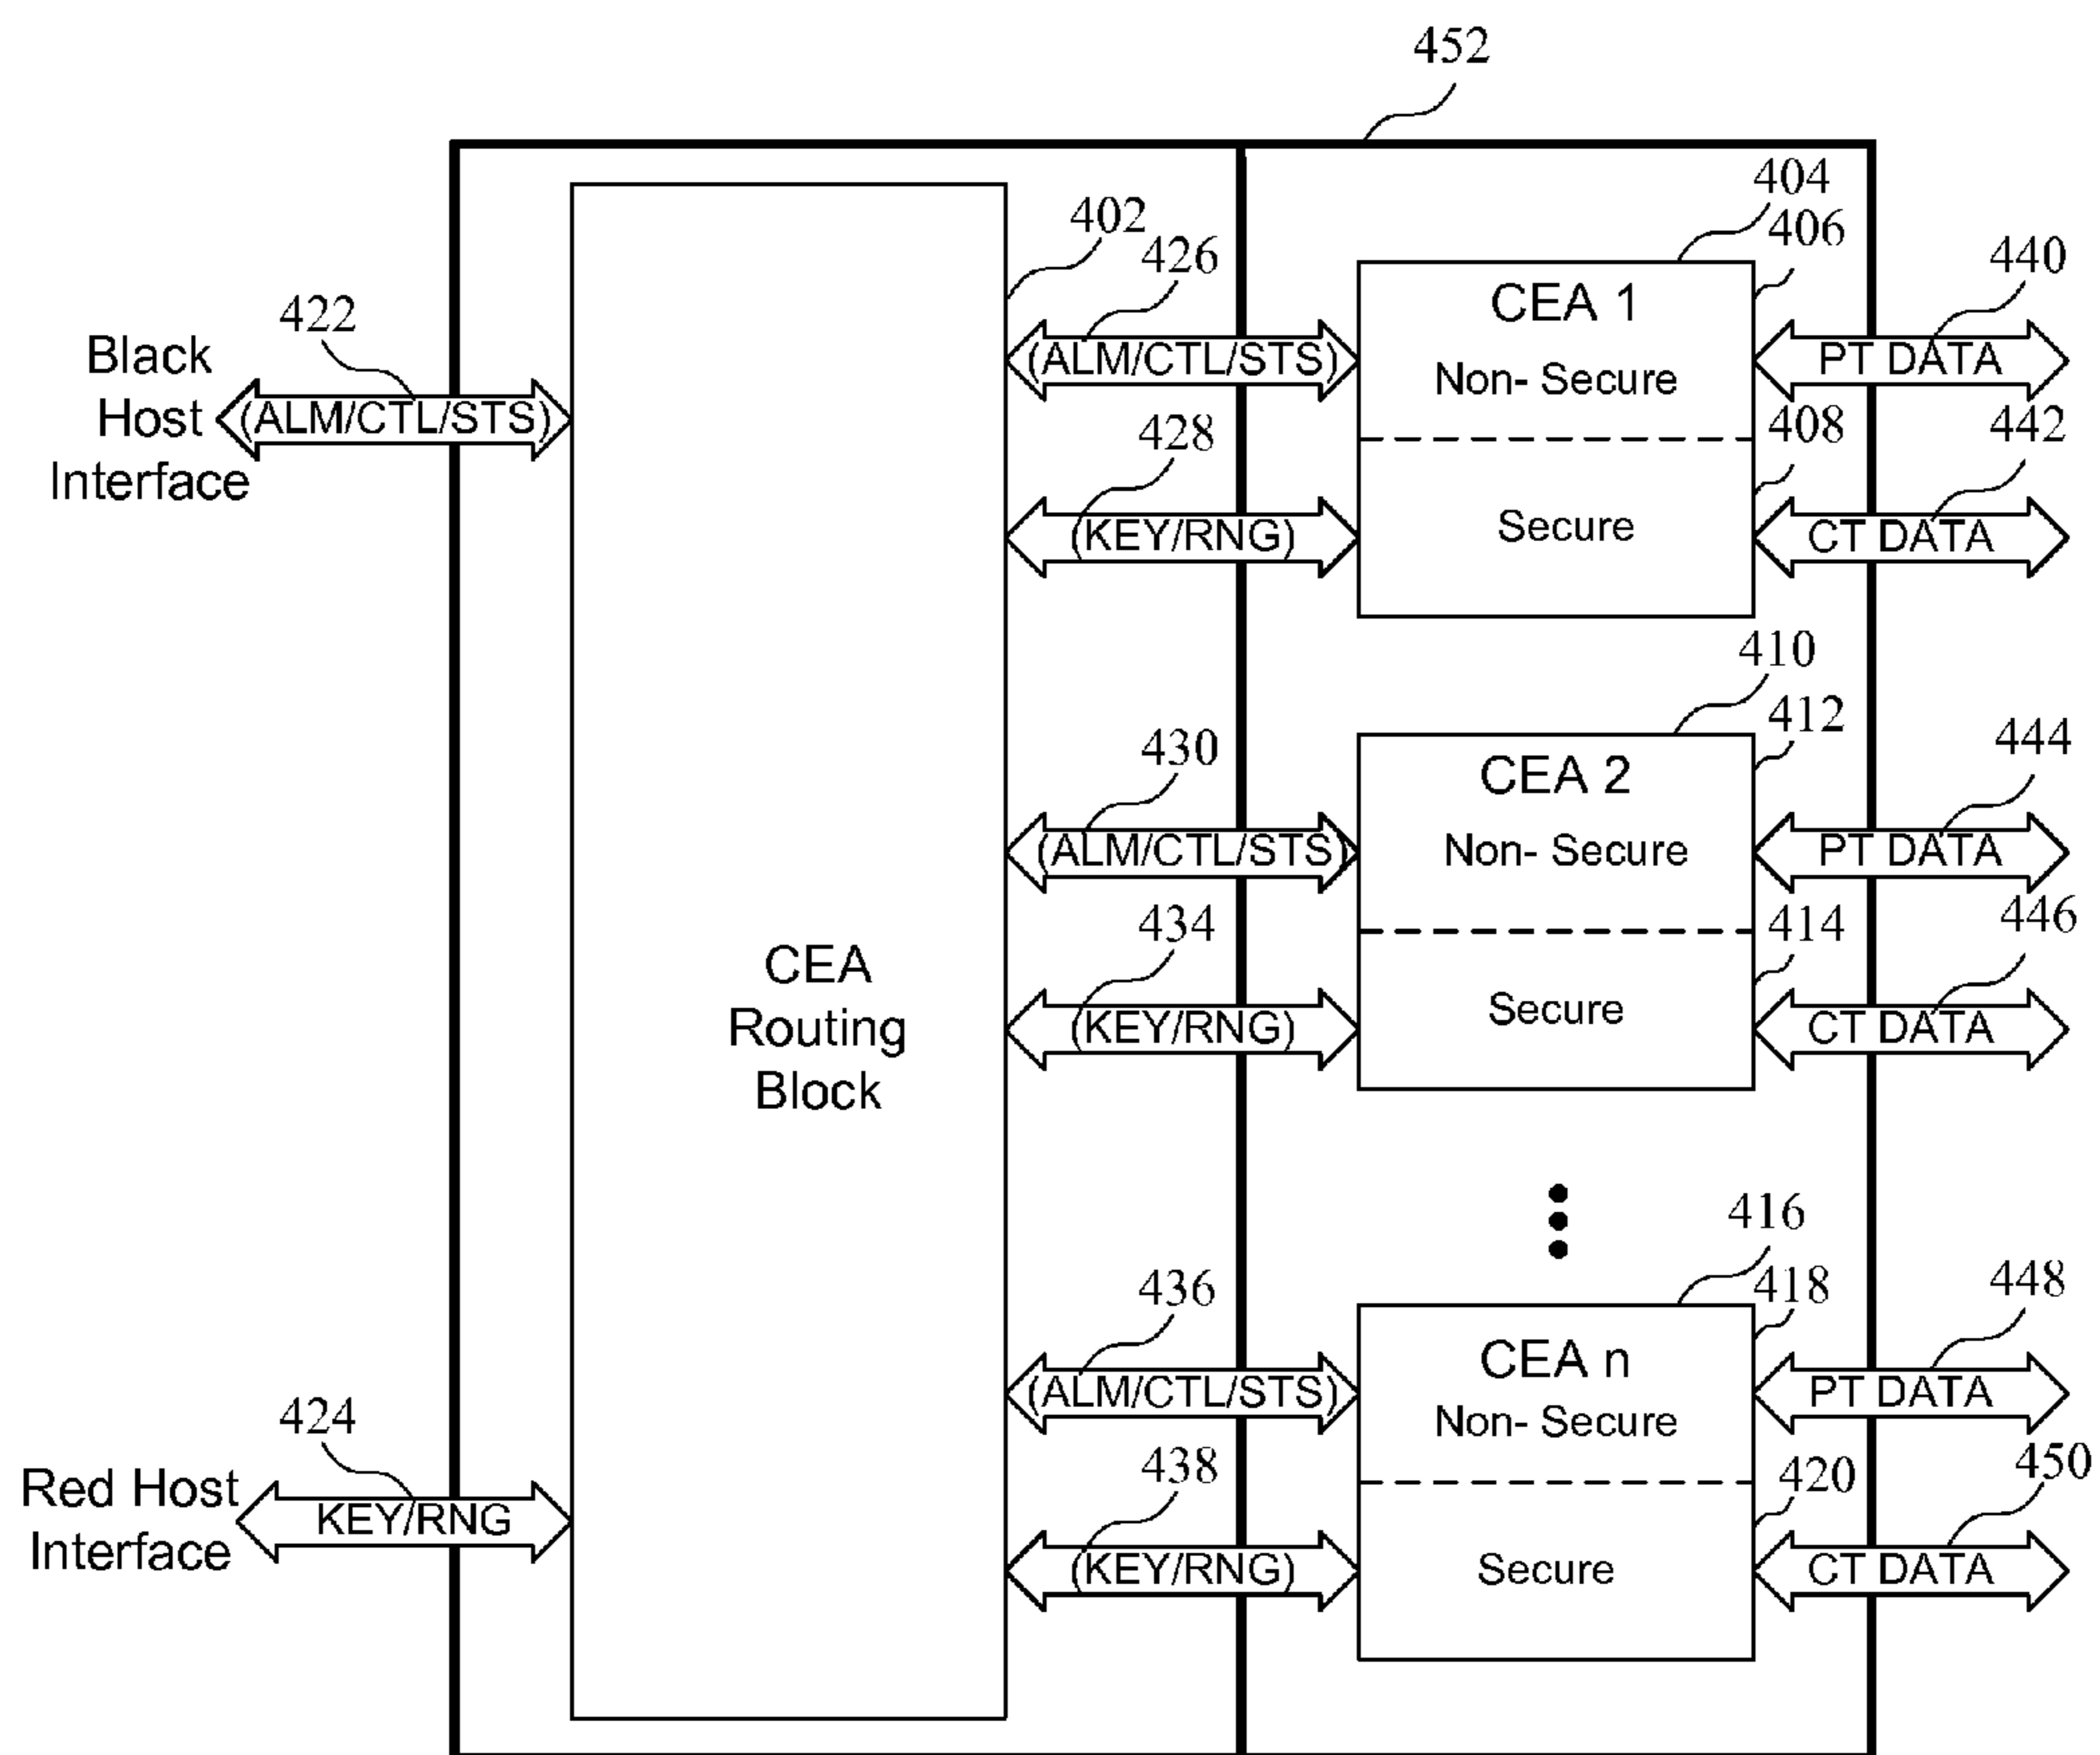 452
404
402
406
426
440
422
CEA 1
Black
Host
Interface
(ALM/CTL/STS)
(ALM/CTL/STS)
Non- Secure
PT DATA
428
408
442
(KEY/RNG)
Secure
CT DATA
410
412
430
444
CEA 2
(ALM/CTL/STS)
Non- Secure
PT DATA
434
414
446
CEA
Routing
Block
(KEY/RNG)
Secure
CT DATA
416
436
418
448
CEA n
(ALM/CTL/STS)
Non- Secure
PT DATA
424
438
420
450
Red Host
Interface
KEY/RNG
(KEY/RNG)
Secure
CT DATA